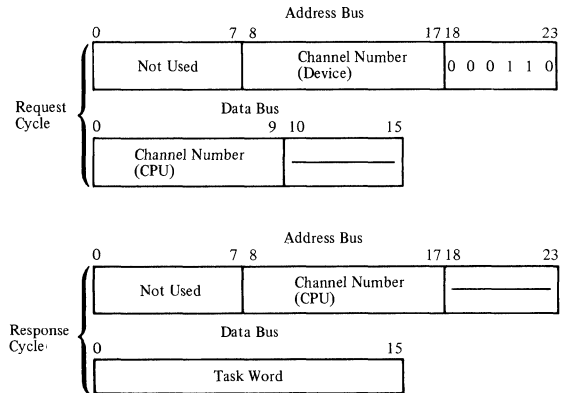 Address Bus
0 7 8 17 18 23
Not Used
Channel Number
(Device)
0 0 0 1 1 0
Request
Cycle
Data Bus
0 9 10 15
Channel Number
(CPU)
Address Bus
0 7 8 17 18 23
Not Used
Channel Number
(CPU)
Response
Cycle
Data Bus
0 15
Task Word